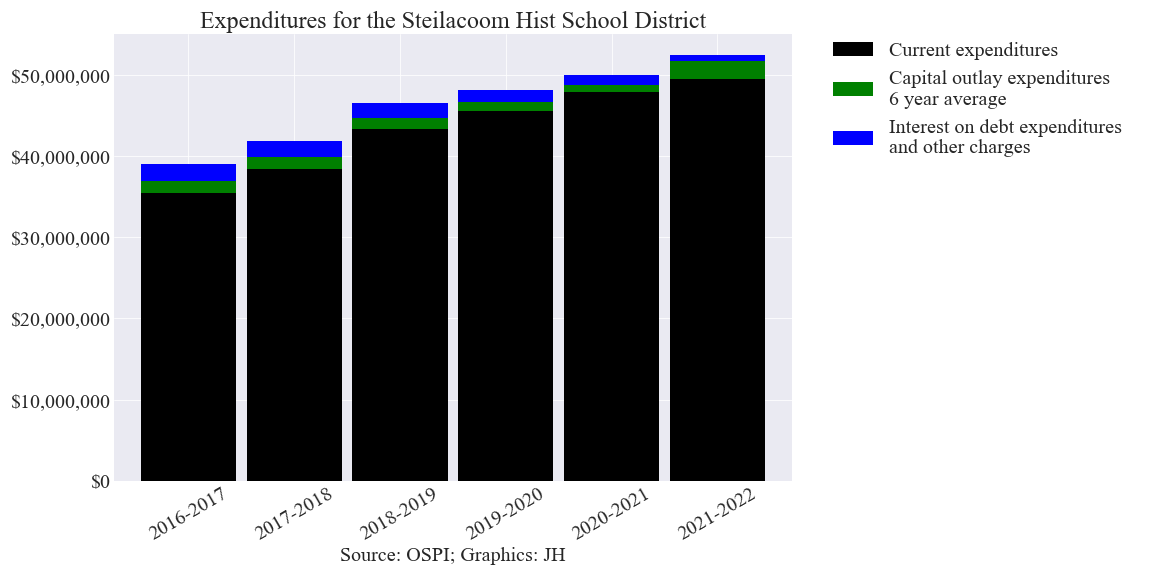 Expenditures for the Steilacoom Hist School District
$50,000,000
$40,000,000
$30,000,000
$20,000,000
$10,000,000
$0
2016-2017
2017-2018
2018-2019
2019-2020
2020-2021
2021-2022
Source: OSPI; Graphics: JH
Current expenditures
Capital outlay expenditures
6 year average
Interest on debt expenditures
and other charges